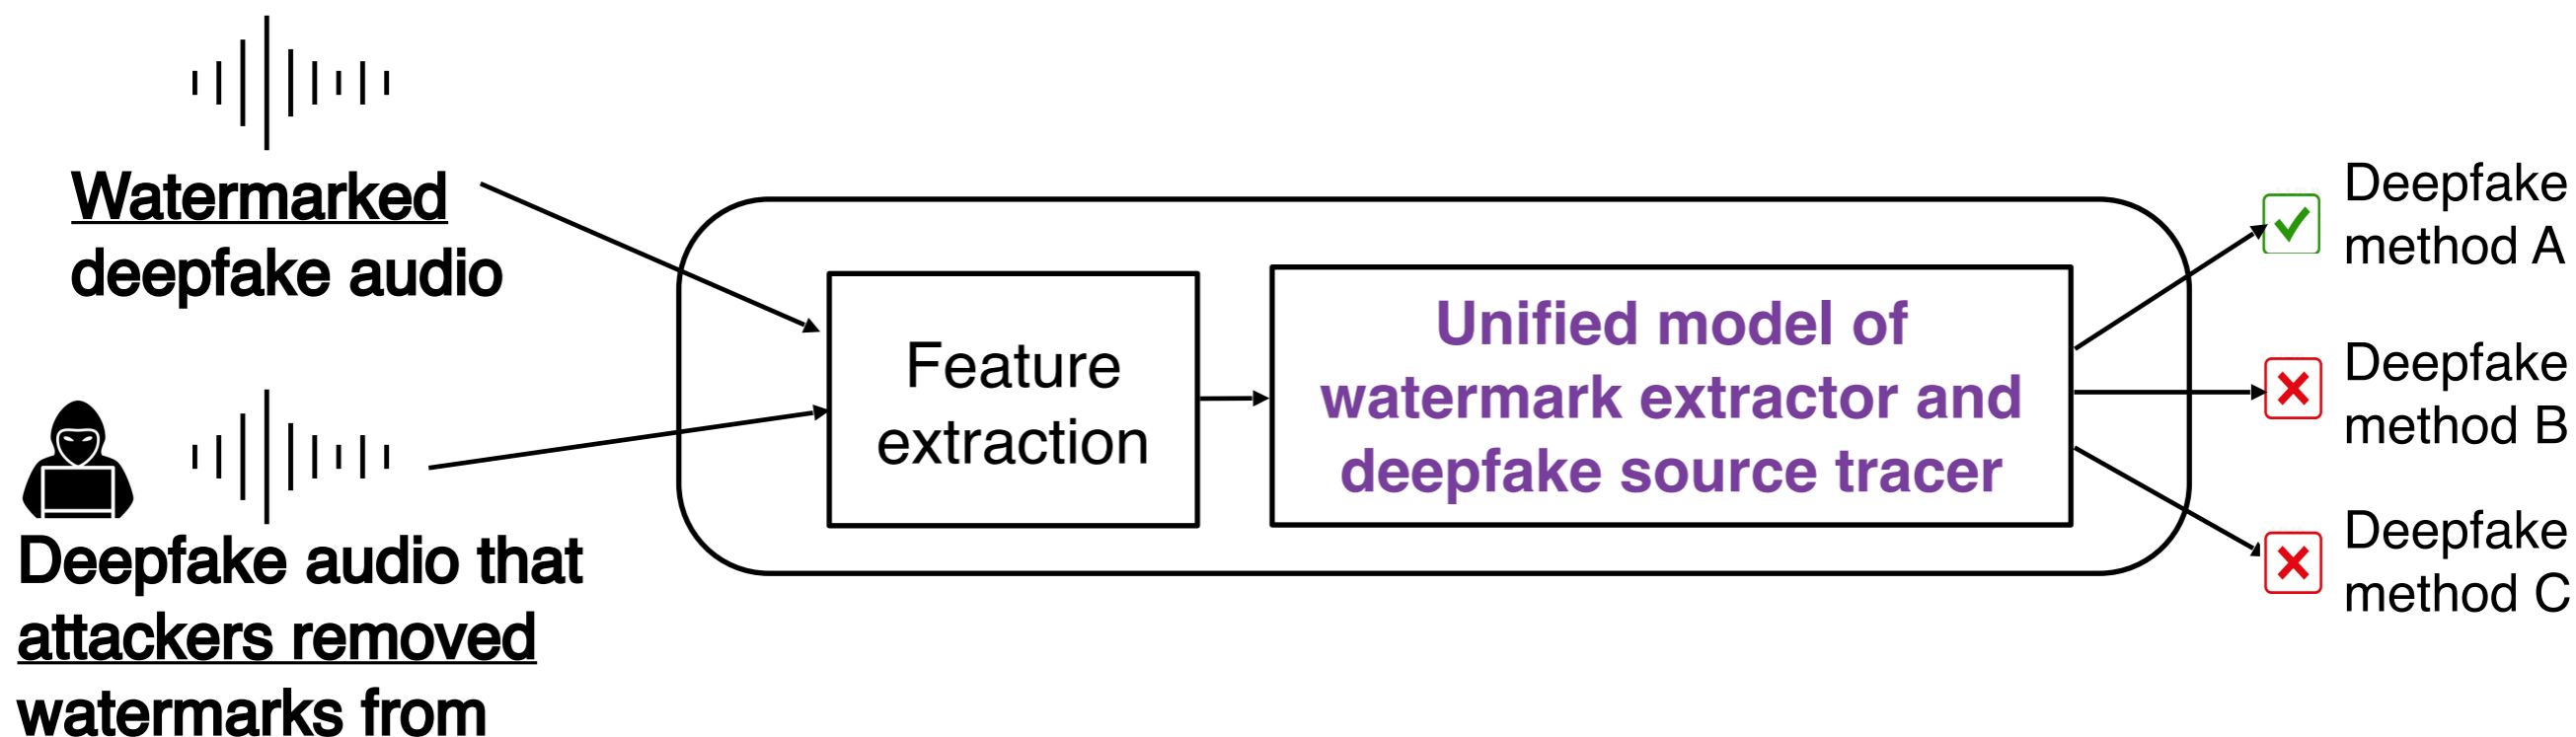 Watermarked
deepfake audio
Deepfake audio that
attackers removed
watermarks from
Feature
extraction
Unified model of
watermark extractor and
deepfake source tracer
Deepfake
method A
Deepfake
method B
Deepfake
method C